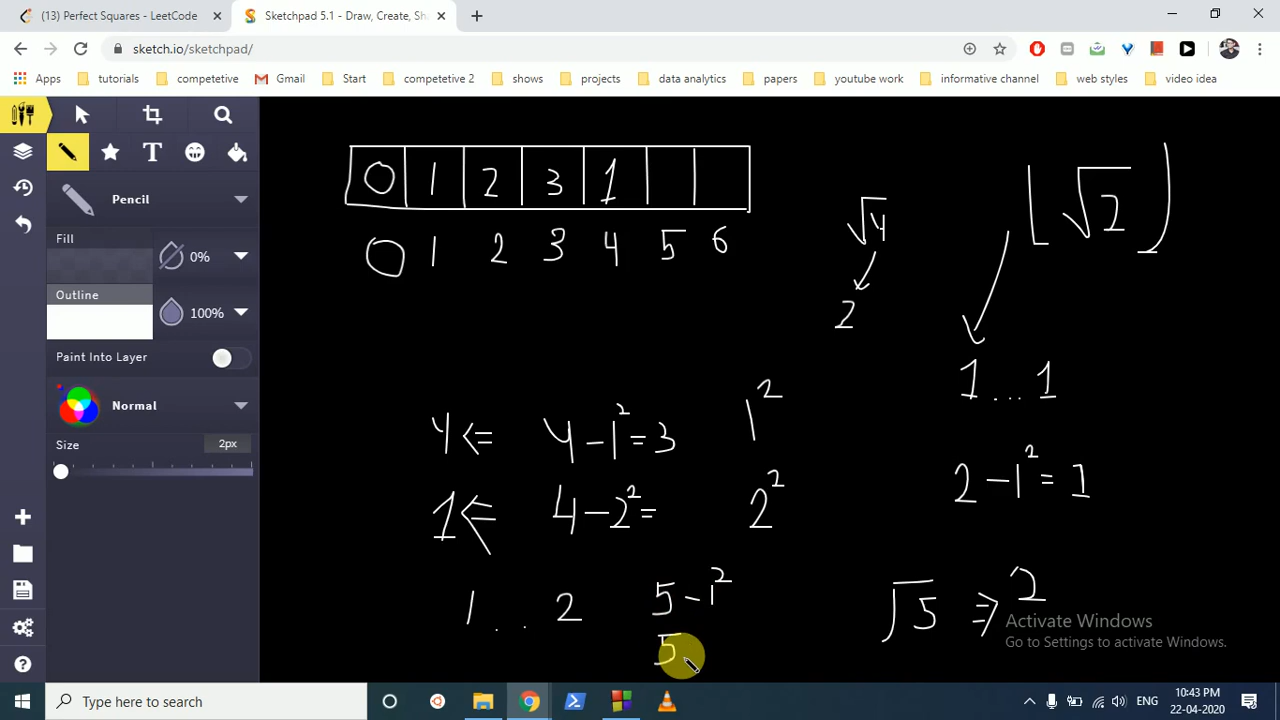 (13) Perfect Squares - LeetCode
Sketchpad 5.1 - Draw, Create, Sh
sketch.io/sketchpad/
Apps tutorials competetive Gmail Start competetive 2 shows projects data analytics papers youtube work informative channel web styles video idea
Pencil
Fill
0%
Outline
100%
Paint Into Layer
Normal
Size
2px
0 1 2 3 1
0 1 2 3 4 5 6
√4
2
⌊√2⌋
1 ... 1
4 <= 4 - 1² = 3
1²
1 <= 4 - 2² =
2²
2 - 1² = 1
1 .. 2
5 - 1²
5
√5 => 2
Activate Windows
Go to Settings to activate Windows.
Type here to search
ENG
10:43 PM
22-04-2020